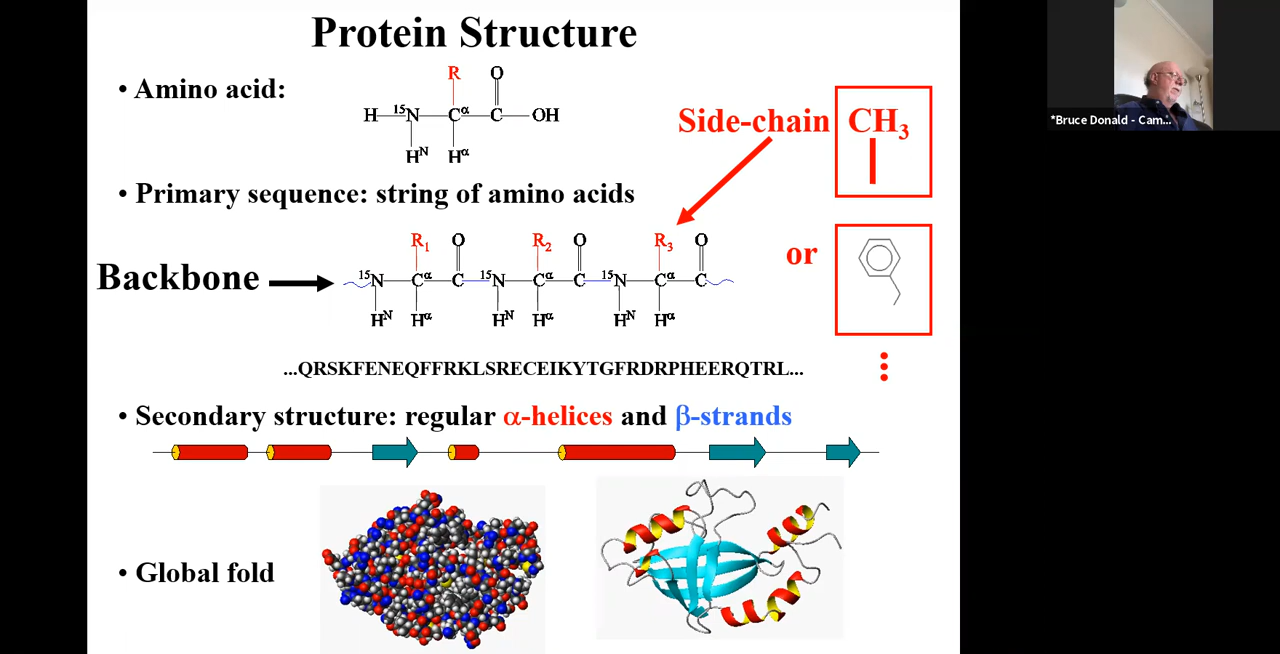 Protein Structure
• Amino acid:
R O
H 15N Cα C OH
HN Hα
Side-chain CH3
• Primary sequence: string of amino acids
R1 O R2 O R3 O
or
Backbone 15N Cα C 15N Cα C 15N Cα C
HN Hα HN Hα HN Hα
...QRSKFENEQFFRKLSRECEIKYTGFRDRPHEERQTRL...
• Secondary structure: regular α-helices and β-strands
• Global fold
*Bruce Donald - Cam...